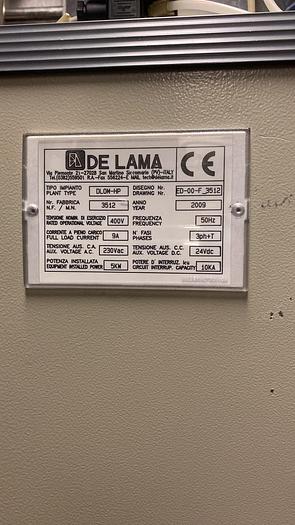 DE LAMA CE
Via Piemonte 21-27028 San Martino Siccomario (PV)-ITALY
TIPO IMPIANTO DISEGNO Nr.
PLANT TYPE DLOM-HP DRAWING Nr. ED-00-F_3512
Nr. FABBRICA ANNO
N.F. / M.N. 3512 YEAR 2009
TENSIONE NOMIN. DI ESERCIZIO FREQUENZA
RATED OPERATIONAL VOLTAGE 400V FREQUENCY 50Hz
CORRENTE A PIENO CARICO N° FASI
FULL LOAD CURRENT 9A PHASES 3ph+T
TENSIONE AUS. C.A. TENSIONE AUS. C.C.
AUX. VOLTAGE A.C. 230Vac AUX. VOLTAGE D.C. 24Vdc
POTENZA INSTALLATA POTERE D' INTERRUZ. Icu
EQUIPMENT INSTALLED POWER 5KW CIRCUIT INTERRUP. CAPACITY 10KA